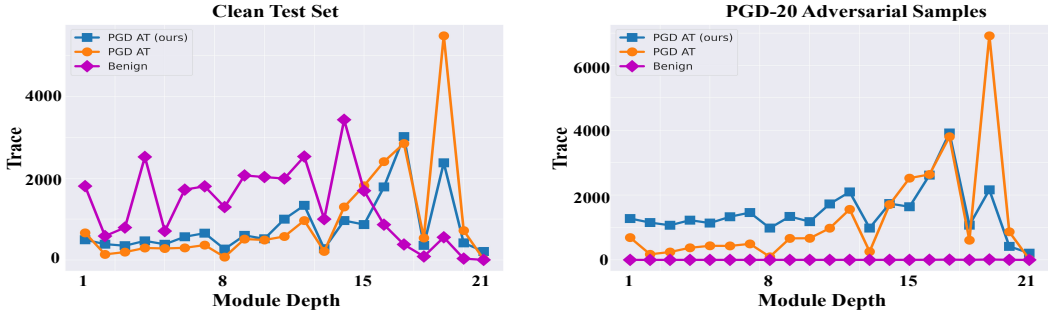 Clean Test Set
PGD AT (ours)
PGD AT
Benign
4000
2000
0
Trace
1
8
15
21
Module Depth
PGD-20 Adversarial Samples
PGD AT (ours)
PGD AT
Benign
6000
4000
2000
0
Trace
1
8
15
21
Module Depth